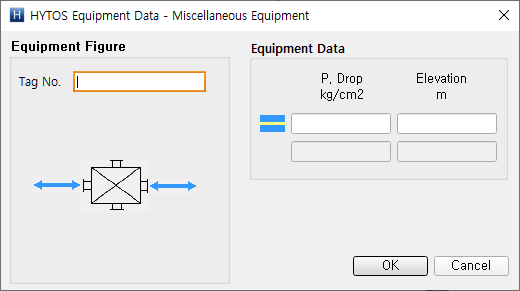 H HYTOS Equipment Data - Miscellaneous Equipment
Equipment Figure
Tag No.
Equipment Data
P. Drop Elevation
kg/cm2 m
OK Cancel